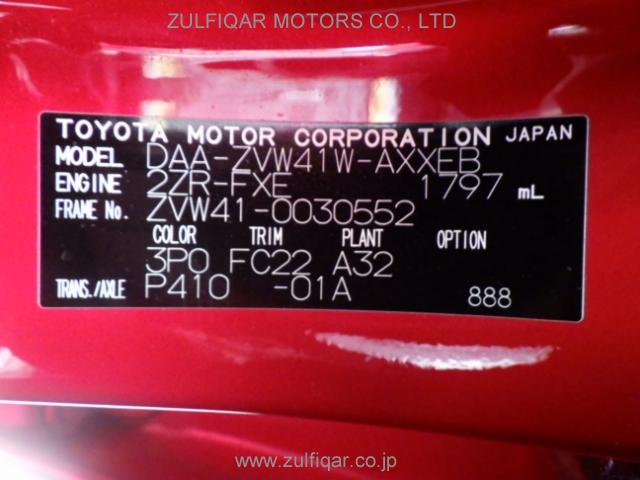 ZULFIQAR MOTORS CO., LTD
TOYOTA MOTOR CORPORATION JAPAN
MODEL DAA-ZVW41W-AXXEB
ENGINE 2ZR-FXE 1797 mL
FRAME No. ZVW41-0030552
COLOR TRIM PLANT OPTION
3P0 FC22 A32
TRANS./AXLE P410 -01A 888
www.zulfiqar.co.jp